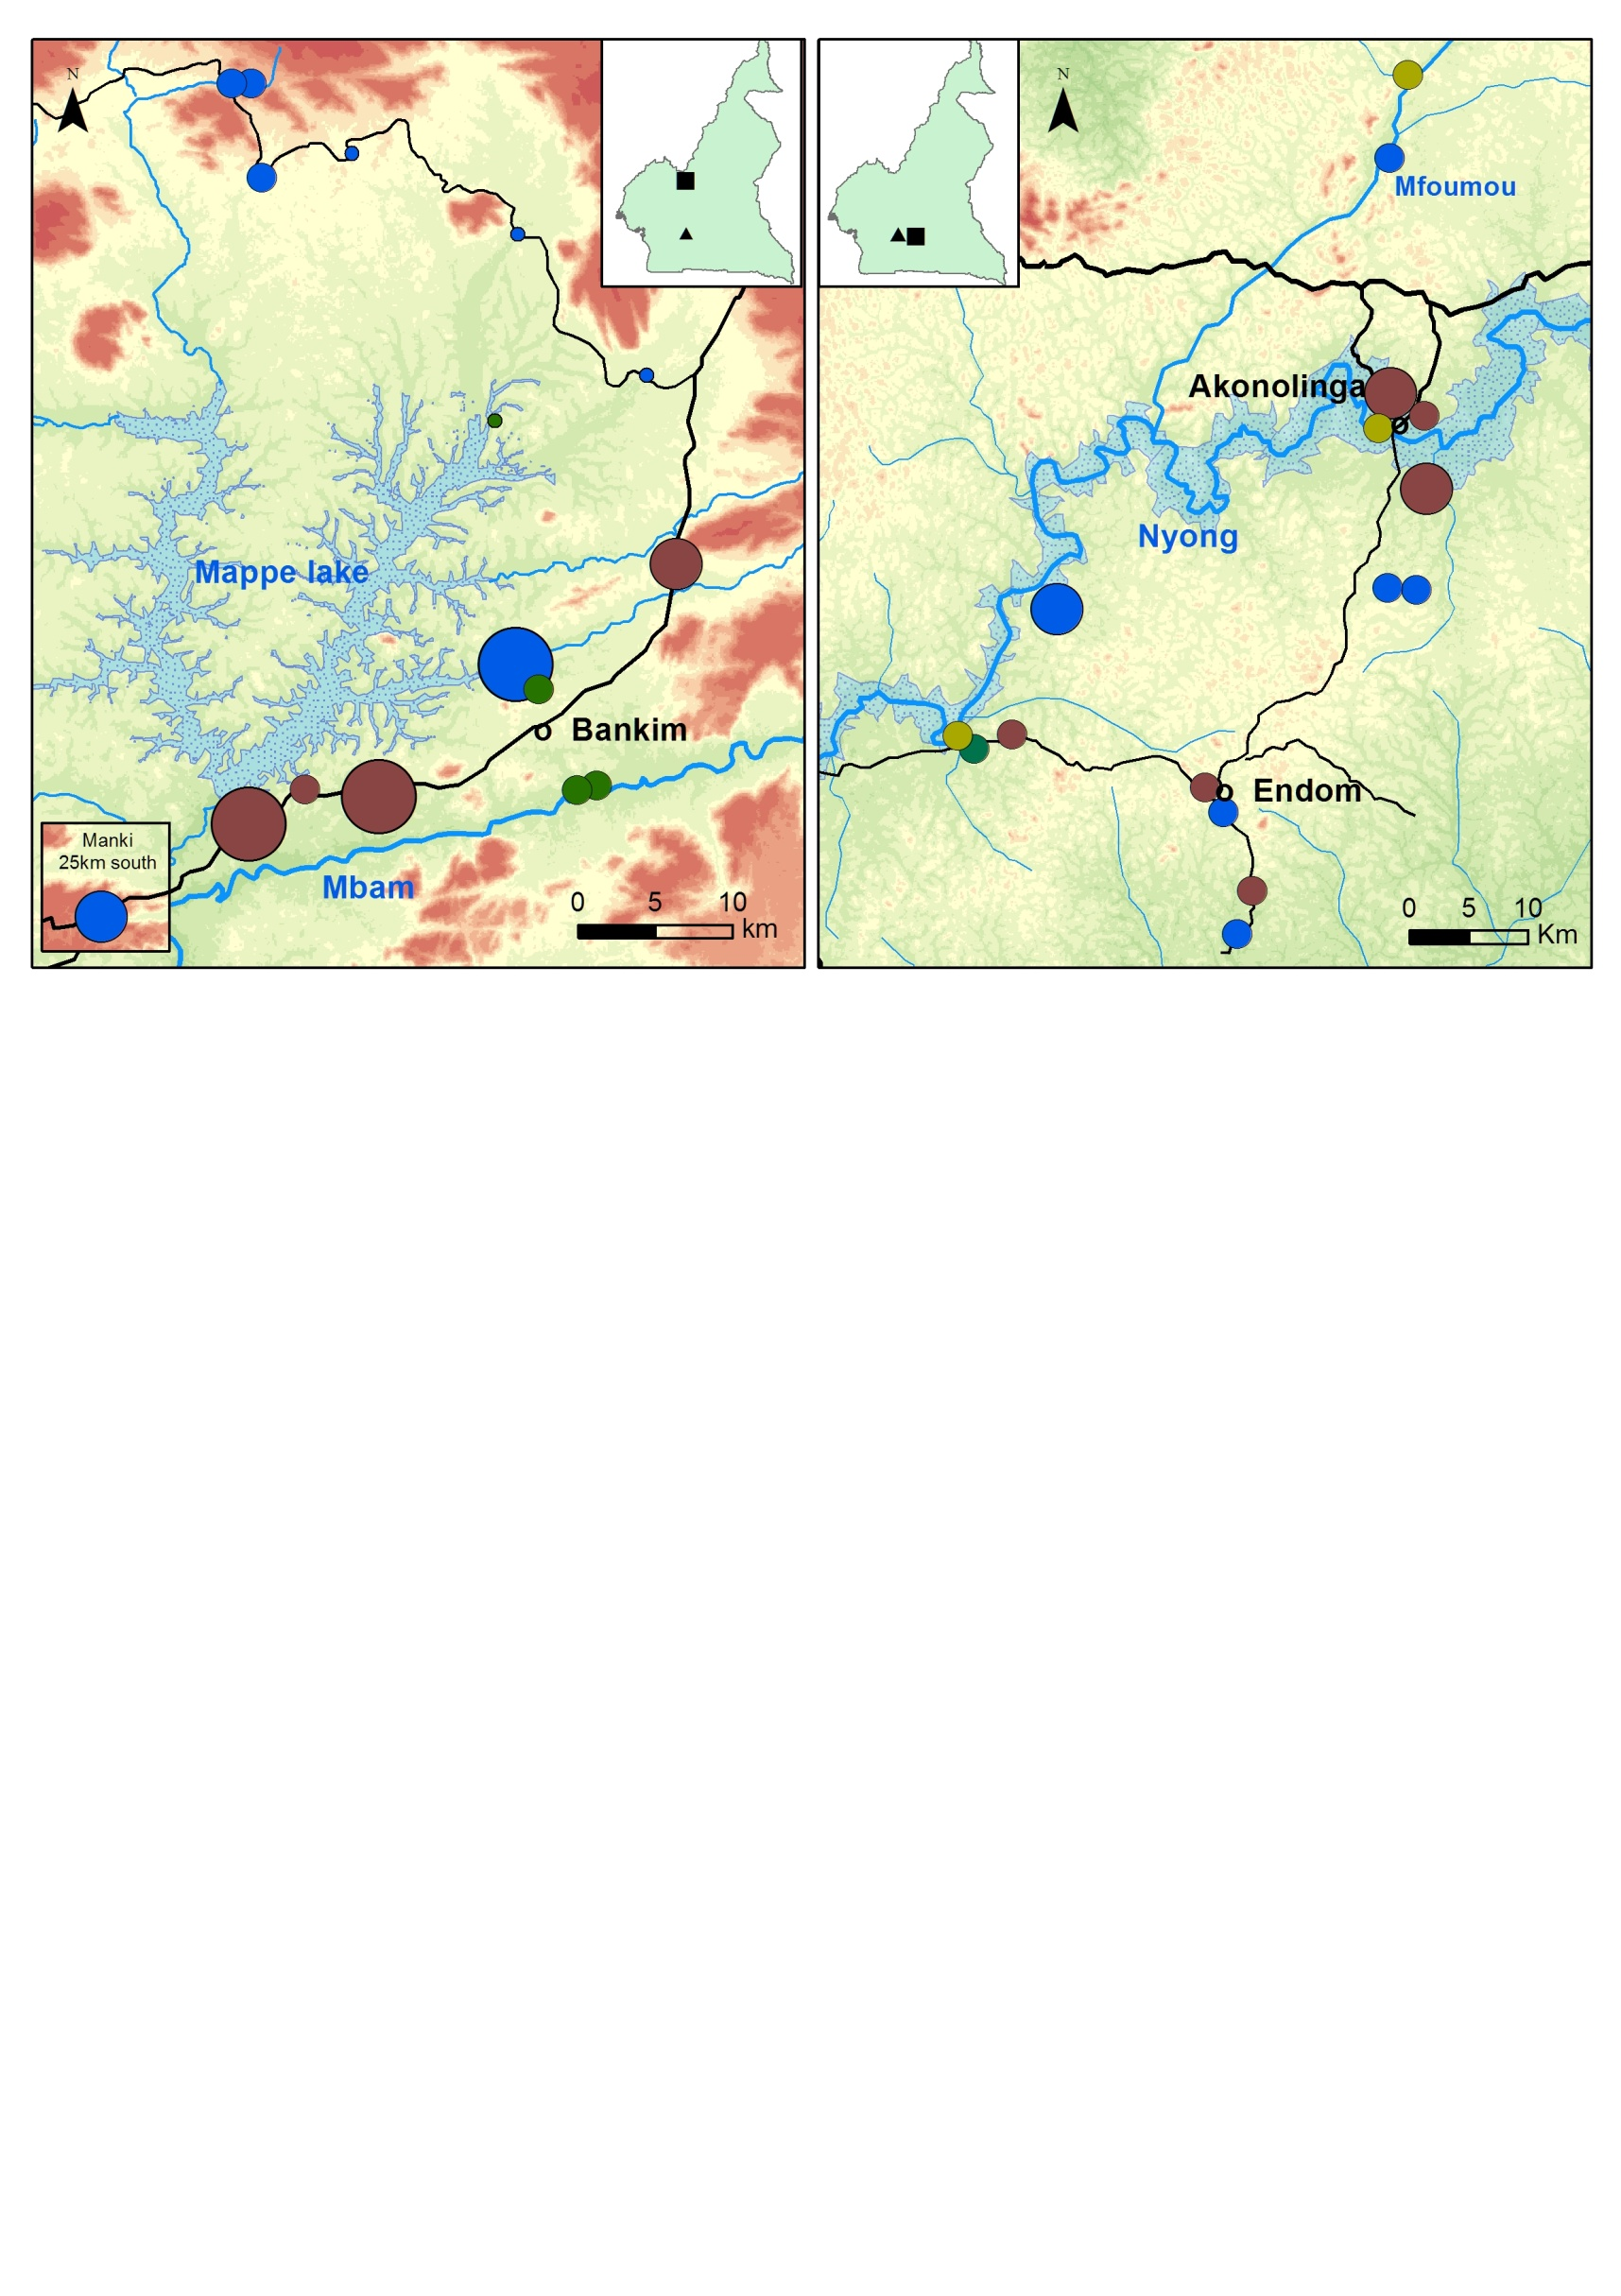 N
Mappe lake
o Bankim
Manki
25km south
Mbam
0 5 10
km
N
Mfoumou
Akonolinga
o
Nyong
o Endom
0 5 10
Km